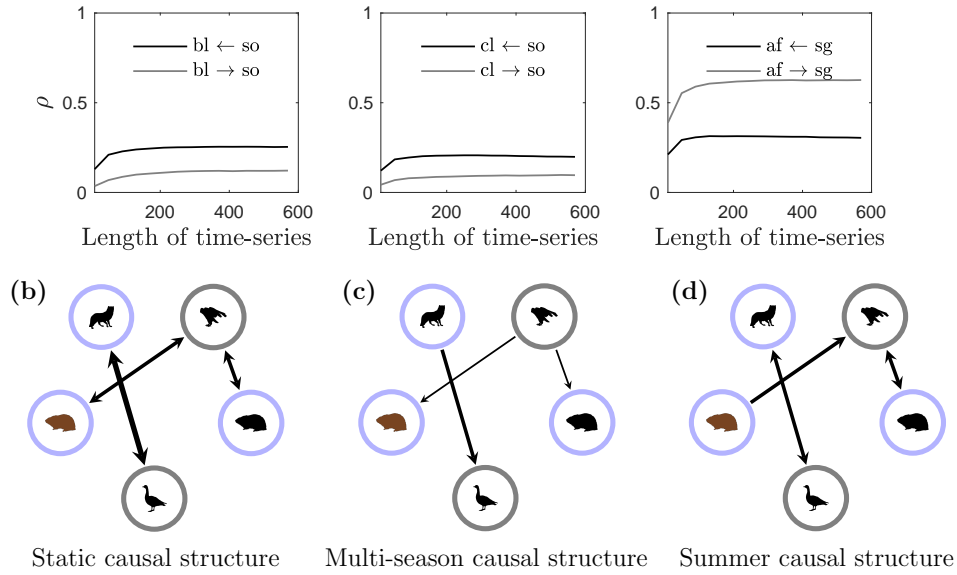 1
0.5
0
ρ
bl ← so
bl → so
200 400 600
Length of time-series
1
0.5
0
cl ← so
cl → so
200 400 600
Length of time-series
1
0.5
0
af ← sg
af → sg
200 400 600
Length of time-series
(b)
Static causal structure
(c)
Multi-season causal structure
(d)
Summer causal structure